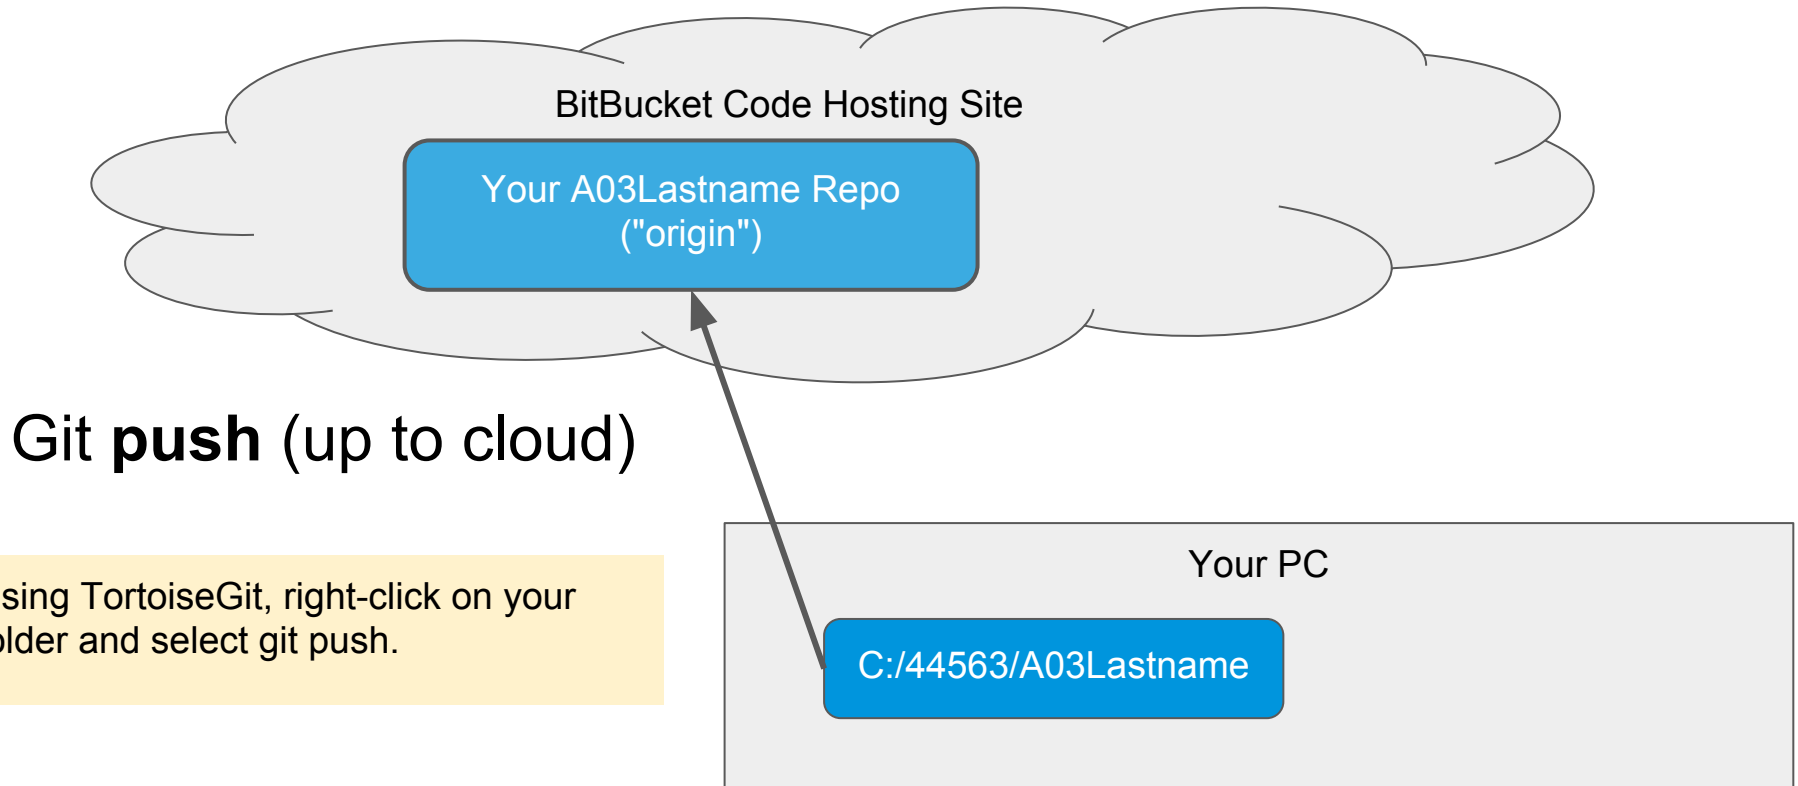 BitBucket Code Hosting Site
Your A03Lastname Repo
("origin")
Git push (up to cloud)
sing TortoiseGit, right-click on your
older and select git push.
Your PC
C:/44563/A03Lastname